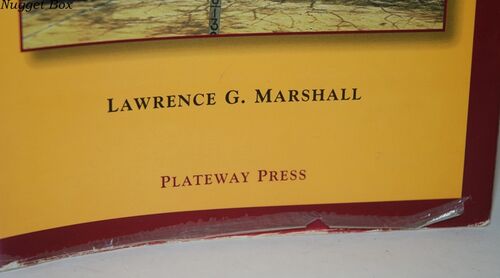 Nugget Box
LAWRENCE G. MARSHALL
PLATEWAY PRESS